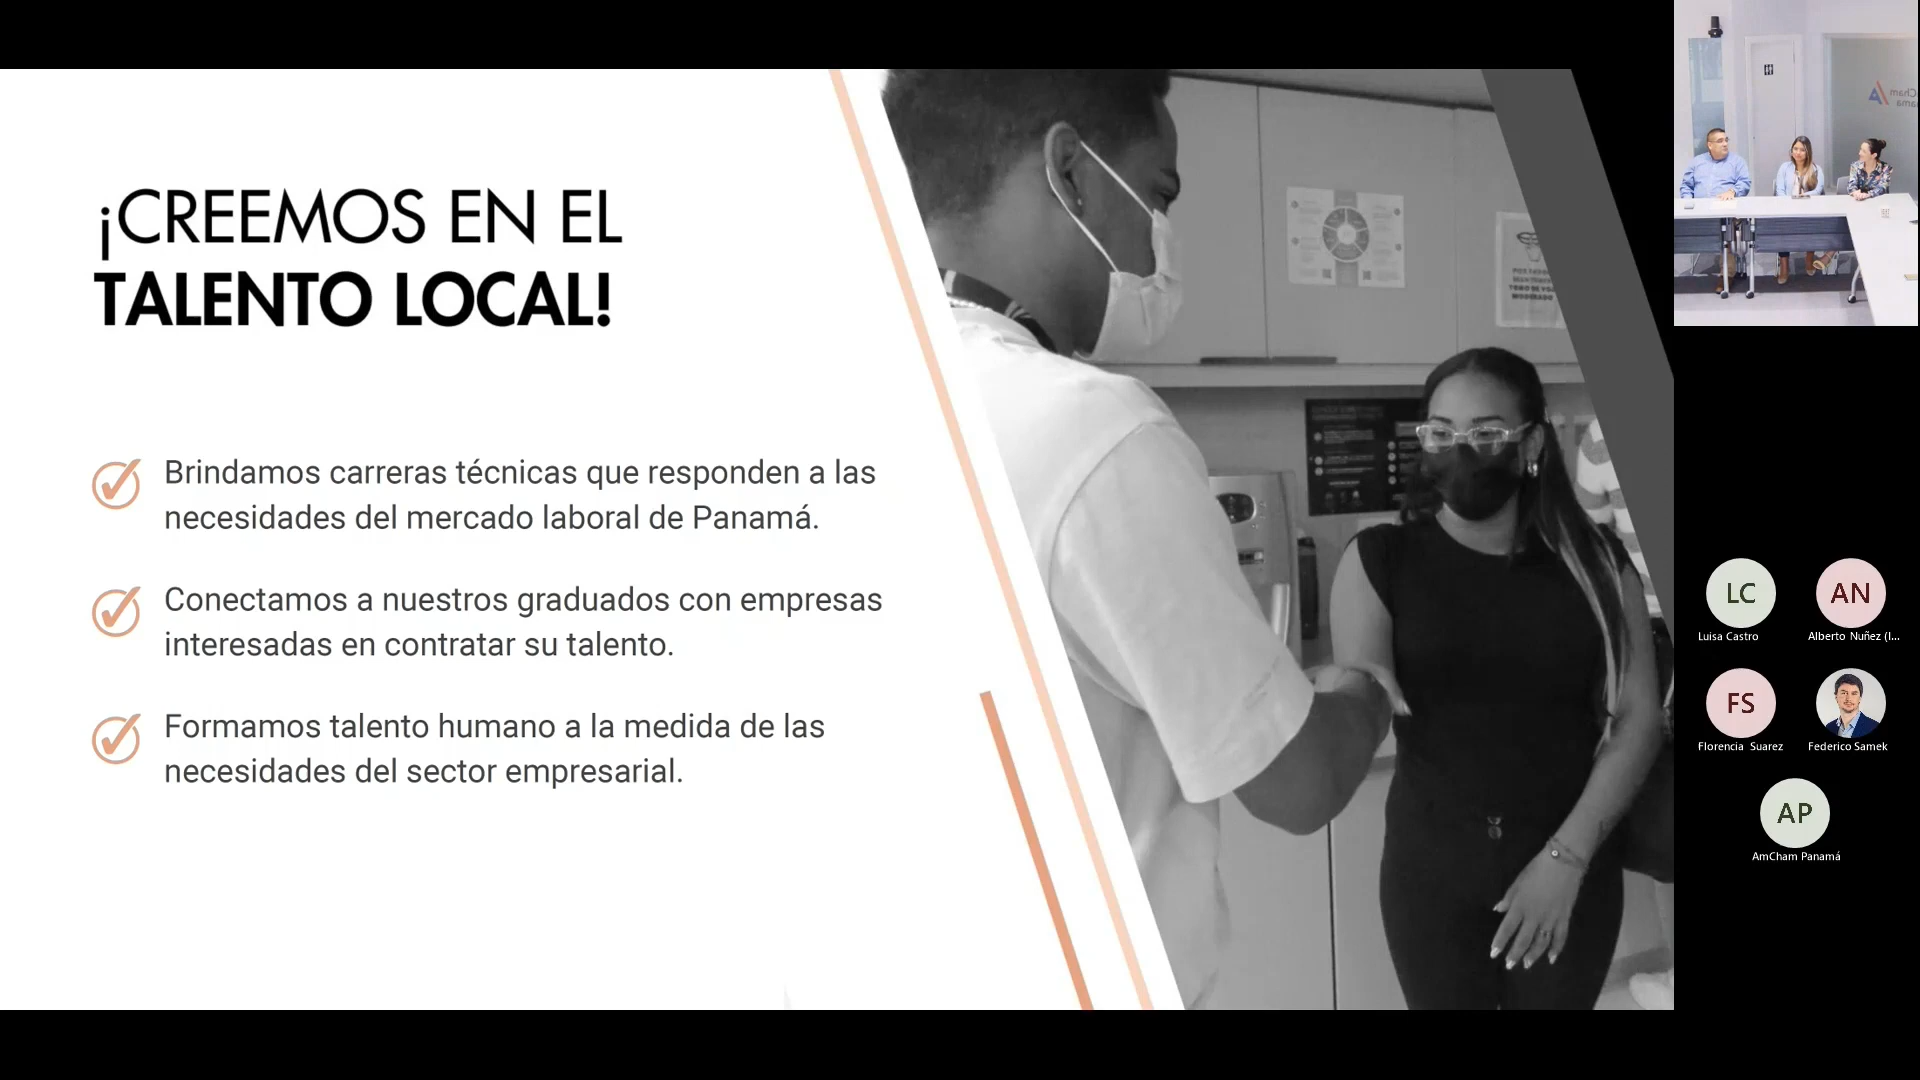 ¡CREEMOS EN EL
TALENTO LOCAL!
Brindamos carreras técnicas que responden a las
necesidades del mercado laboral de Panamá.
Conectamos a nuestros graduados con empresas
interesadas en contratar su talento.
Formamos talento humano a la medida de las
necesidades del sector empresarial.
LC
Luisa Castro
AN
Alberto Nuñez (I...
FS
Florencia Suarez
Federico Samek
AP
AmCham Panamá